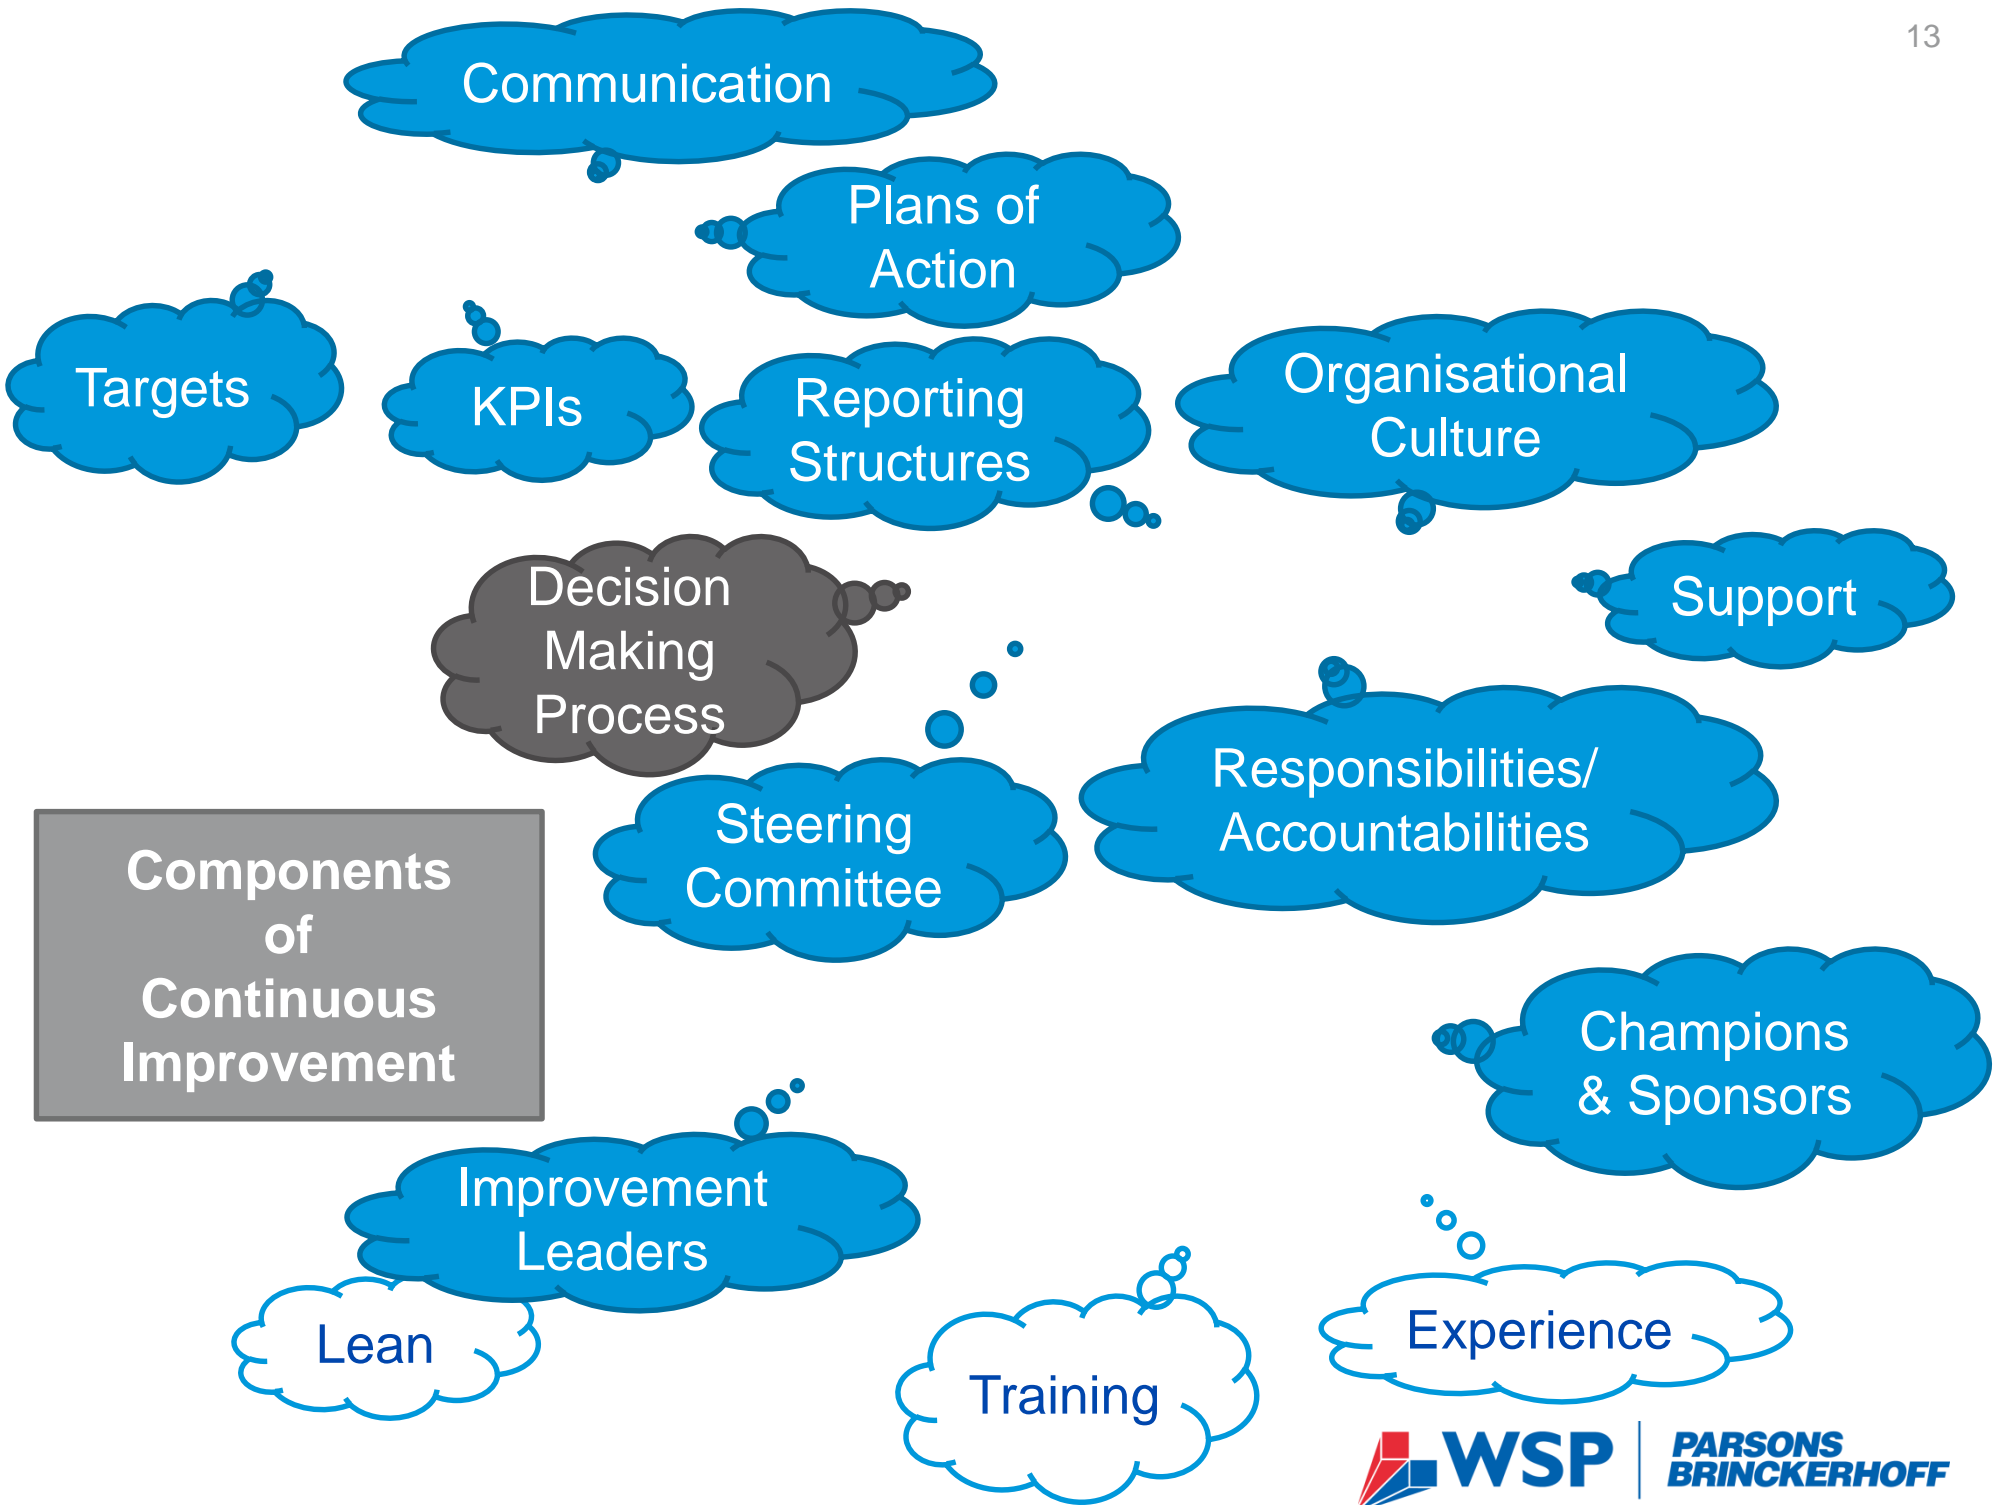 13
Communication
Plans of
Action
Targets
KPIs
Reporting
Structures
Organisational
Culture
Decision
Making
Process
Support
Steering
Committee
Responsibilities/
Accountabilities
Components
of
Continuous
Improvement
Champions
& Sponsors
Improvement
Leaders
Lean
Training
Experience
WSP
PARSONS
BRINCKERHOFF